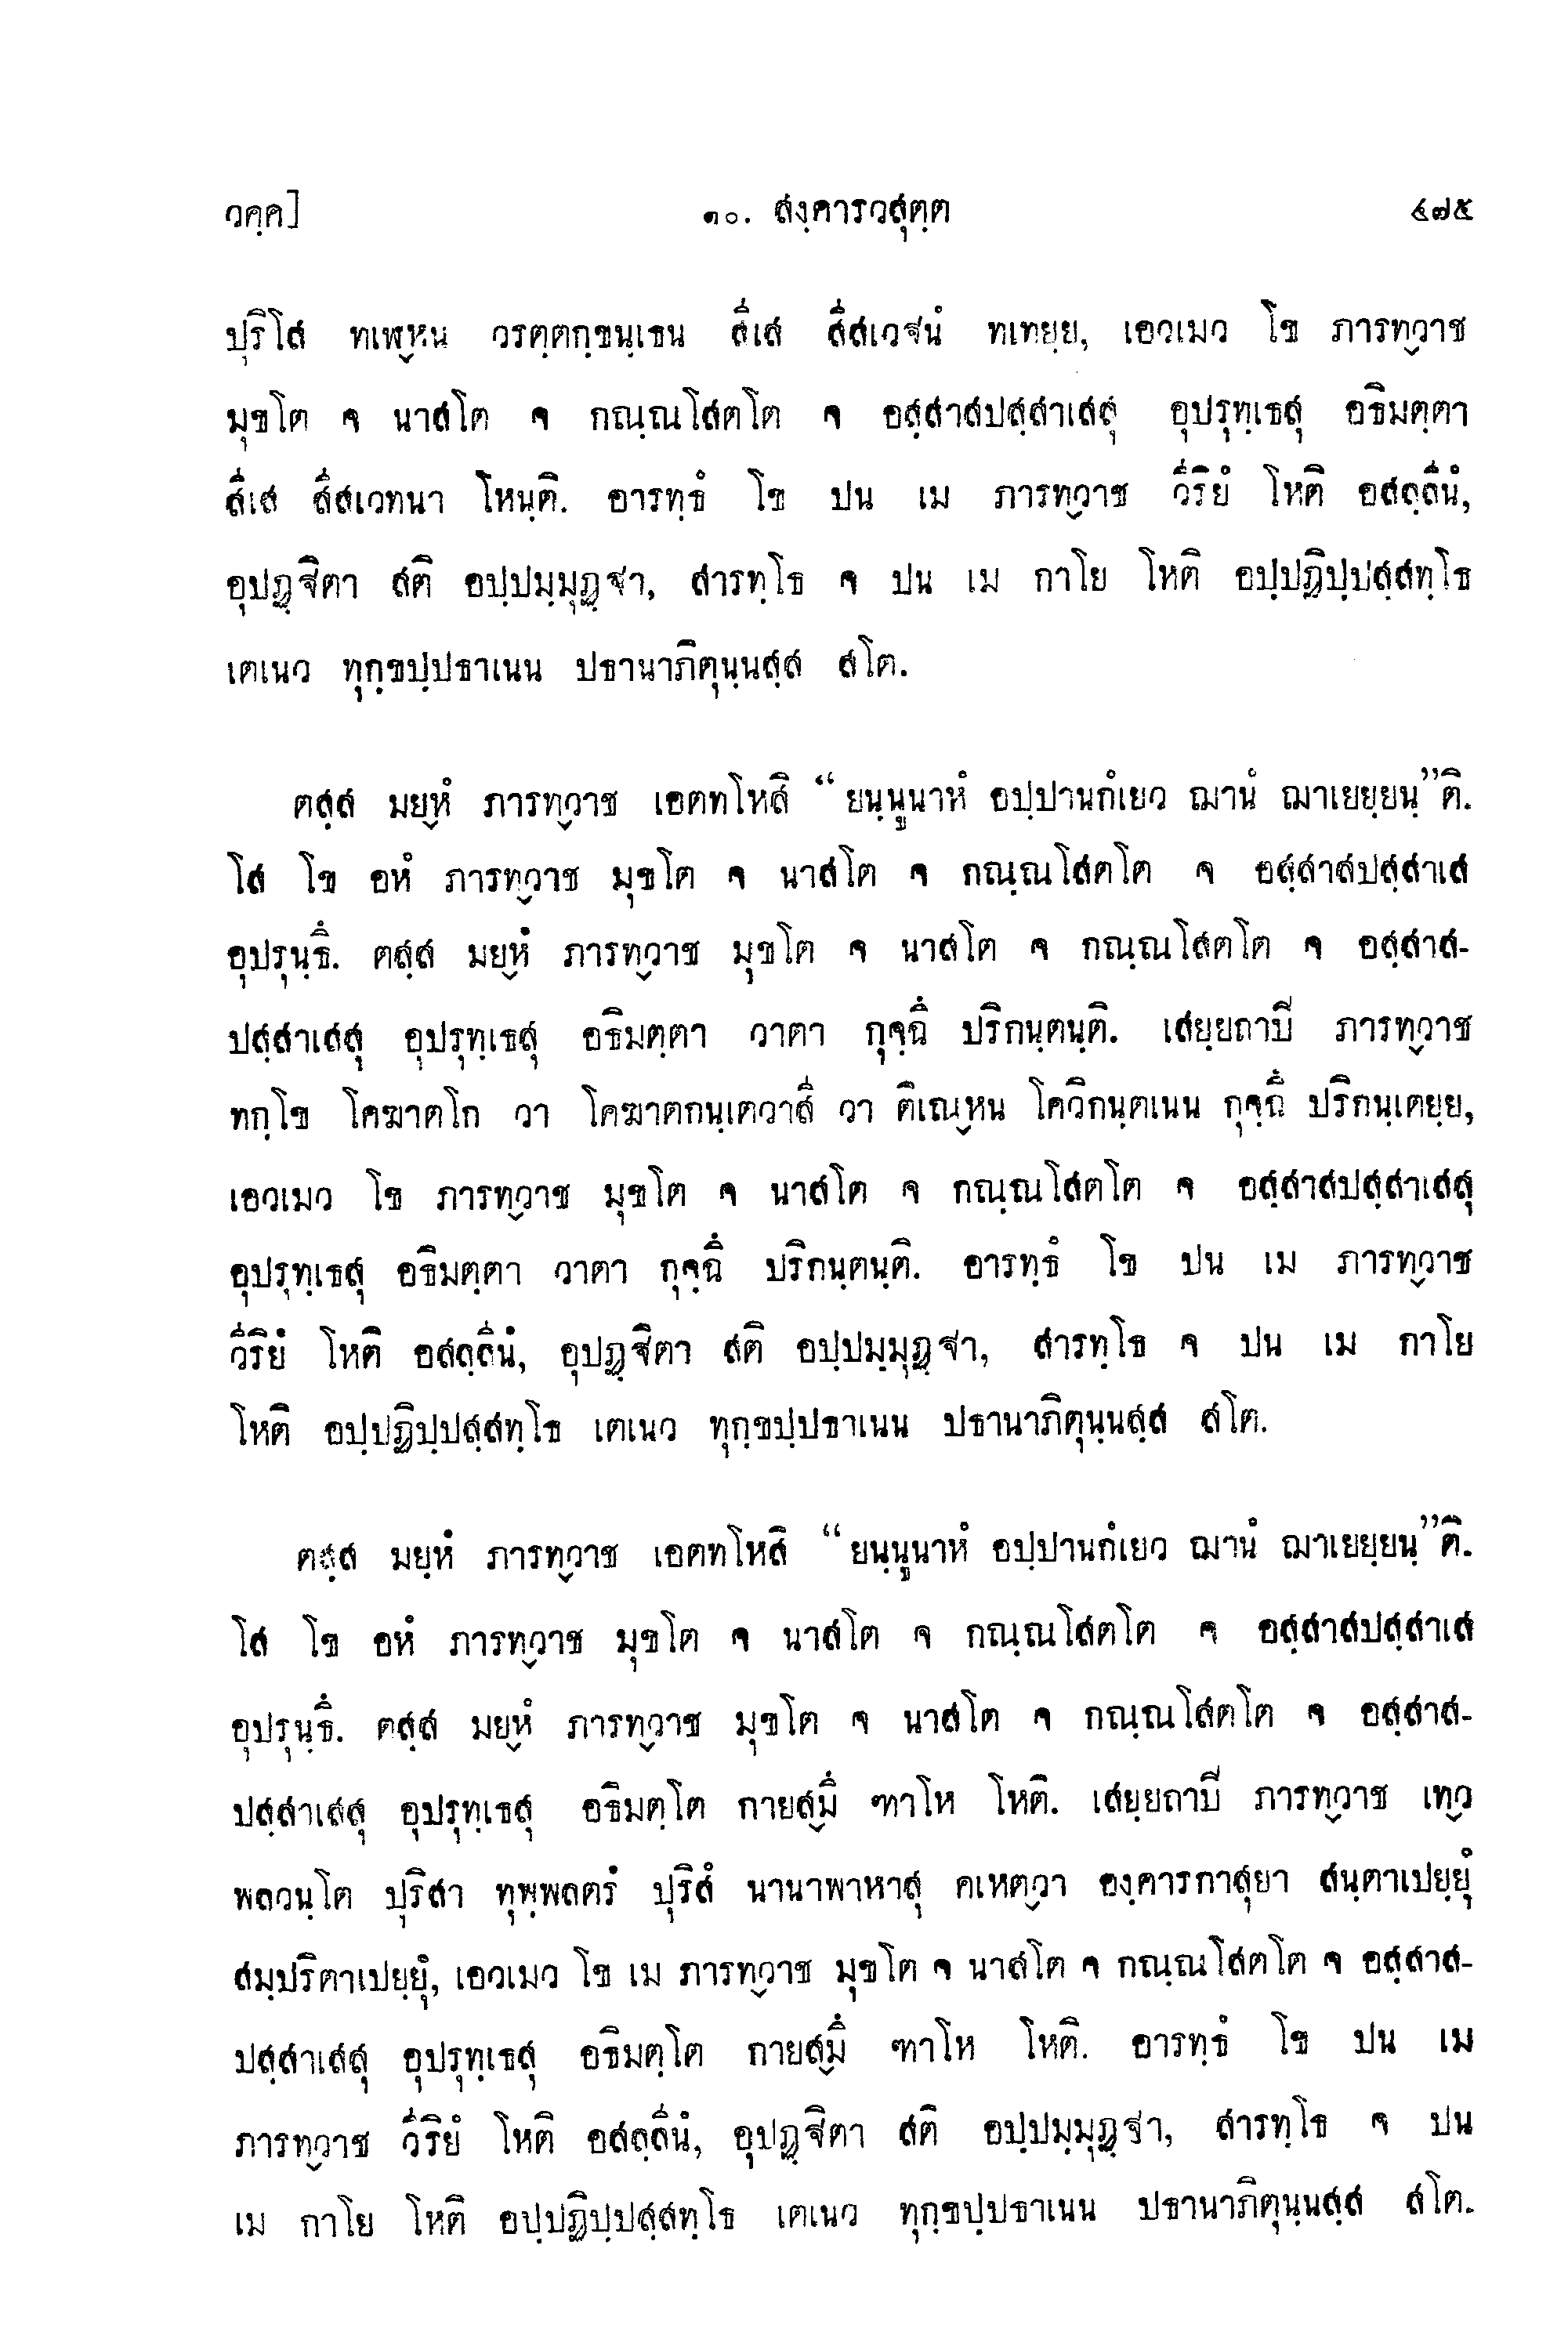 วคฺค] ๑๐. สงฺคารวสุตฺต ๔๗๕
ปุริโส ทเฬฺหน วรตฺตกฺขนฺเธน สีเส สีสเวฐนํ ทเทยฺย, เอวเมว โข ภารทฺวาช
มุขโต จ นาสโต จ กณฺณโสตโต จ อสฺสาสปสฺสาเสสุ อุปรุทฺเธสุ อธิมตฺตา
สีเส สีสเวทนา โหนฺติ. อารทฺธํ โข ปน เม ภารทฺวาช วีริยํ โหติ อสลฺลีนํ,
อุปฏฺฐิตา สติ อปฺปมฺมุฏฺฐา, สารทฺโธ จ ปน เม กาโย โหติ อปฺปฏิปฺปสฺสทฺโธ
เตเนว ทุกฺขปฺปธาเนน ปธานาภิตุนฺนสฺส สโต.
ตสฺส มยฺหํ ภารทฺวาช เอตทโหสิ “ยนฺนูนาหํ อปฺปานกํเยว ฌานํ ฌาเยยฺยนฺ”ติ.
โส โข อหํ ภารทฺวาช มุขโต จ นาสโต จ กณฺณโสตโต จ อสฺสาสปสฺสาเส
อุปรุนฺธึ. ตสฺส มยฺหํ ภารทฺวาช มุขโต จ นาสโต จ กณฺณโสตโต จ อสฺสาส-
ปสฺสาเสสุ อุปรุทฺเธสุ อธิมตฺตา วาตา กุจฺฉึ ปริกนฺตนฺติ. เสยฺยถาปี ภารทฺวาช
ทกฺโข โคฆาตโก วา โคฆาตกนฺเตวาสี วา ติเณฺหน โควิกนฺตเนน กุจฺฉึ ปริกนฺเตยฺย,
เอวเมว โข ภารทฺวาช มุขโต จ นาสโต จ กณฺณโสตโต จ อสฺสาสปสฺสาเสสุ
อุปรุทฺเธสุ อธิมตฺตา วาตา กุจฺฉึ ปริกนฺตนฺติ. อารทฺธํ โข ปน เม ภารทฺวาช
วีริยํ โหติ อสลฺลีนํ, อุปฏฺฐิตา สติ อปฺปมฺมุฏฺฐา, สารทฺโธ จ ปน เม กาโย
โหติ อปฺปฏิปฺปสฺสทฺโธ เตเนว ทุกฺขปฺปธาเนน ปธานาภิตุนฺนสฺส สโต.
ตสฺส มยฺหํ ภารทฺวาช เอตทโหสิ “ยนฺนูนาหํ อปฺปานกํเยว ฌานํ ฌาเยยฺยนฺ”ติ.
โส โข อหํ ภารทฺวาช มุขโต จ นาสโต จ กณฺณโสตโต จ อสฺสาสปสฺสาเส
อุปรุนฺธึ. ตสฺส มยฺหํ ภารทฺวาช มุขโต จ นาสโต จ กณฺณโสตโต จ อสฺสาส-
ปสฺสาเสสุ อุปรุทฺเธสุ อธิมตฺโต กายสฺมึ ฑาโห โหติ. เสยฺยถาปี ภารทฺวาช เทฺว
พลวนฺโต ปุริสา ทุพฺพลตรํ ปุริสํ นานาพาหาสุ คเหตฺวา องฺคารกาสุยา สนฺตาเปยฺยุํ
สมฺปริตาเปยฺยุํ, เอวเมว โข เม ภารทฺวาช มุขโต จ นาสโต จ กณฺณโสตโต จ อสฺสาส-
ปสฺสาเสสุ อุปรุทฺเธสุ อธิมตฺโต กายสฺมึ ฑาโห โหติ. อารทฺธํ โข ปน เม
ภารทฺวาช วีริยํ โหติ อสลฺลีนํ, อุปฏฺฐิตา สติ อปฺปมฺมุฏฺฐา, สารทฺโธ จ ปน
เม กาโย โหติ อปฺปฏิปฺปสฺสทฺโธ เตเนว ทุกฺขปฺปธาเนน ปธานาภิตุนฺนสฺส สโต.